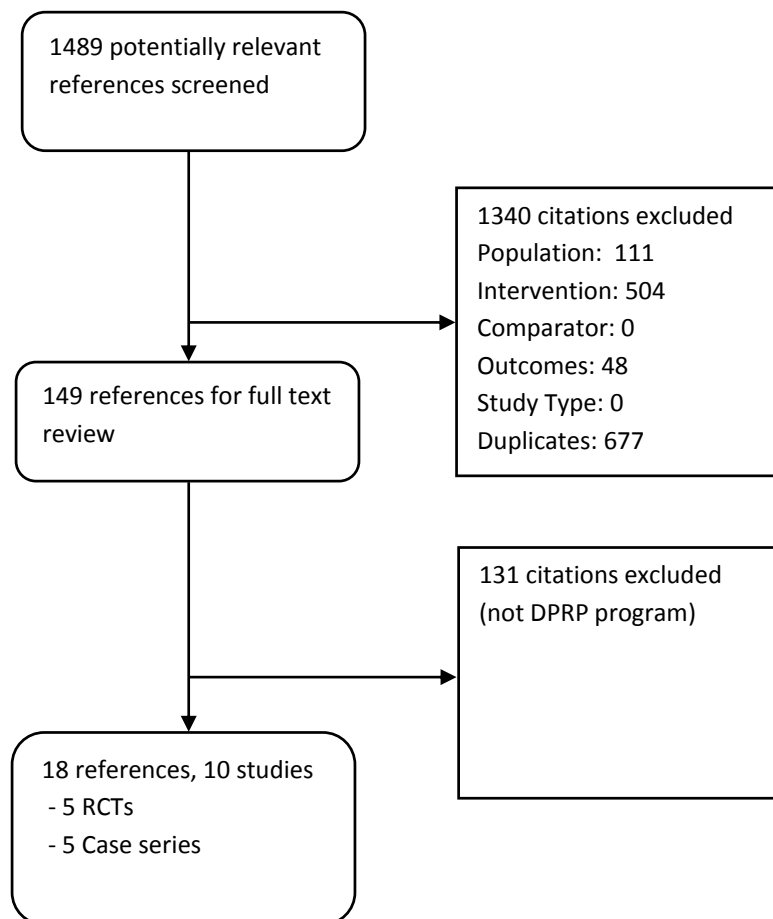 1489 potentially relevant
references screened
1340 citations excluded
Population:  111
Intervention: 504
Comparator: 0
Outcomes: 48
Study Type: 0
Duplicates: 677
149 references for full text
review
131 citations excluded
(not DPRP program)
18 references, 10 studies
- 5 RCTs
- 5 Case series